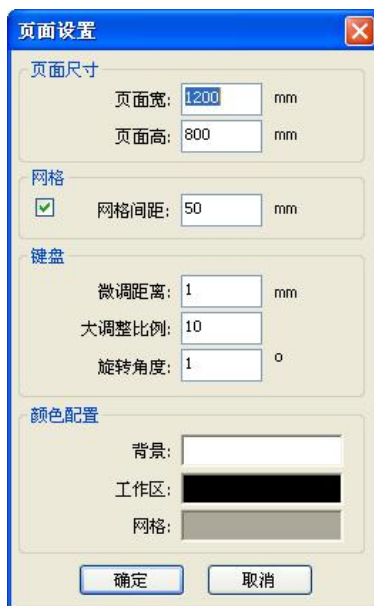 页面设置
页面尺寸
页面宽: 1200 mm
页面高: 800 mm
网格
网格间距: 50 mm
键盘
微调距离: 1 mm
大调整比例: 10
旋转角度: 1 o
颜色配置
背景:
工作区:
网格:
确定 取消